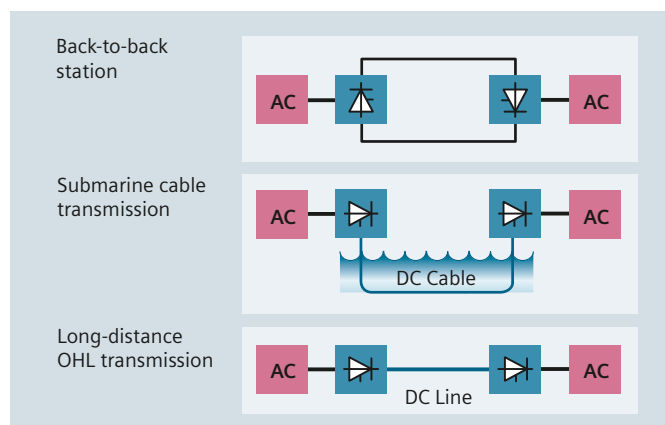 Back-to-back
station
AC
AC
Submarine cable
transmission
AC
AC
DC Cable
Long-distance
OHL transmission
AC
AC
DC Line